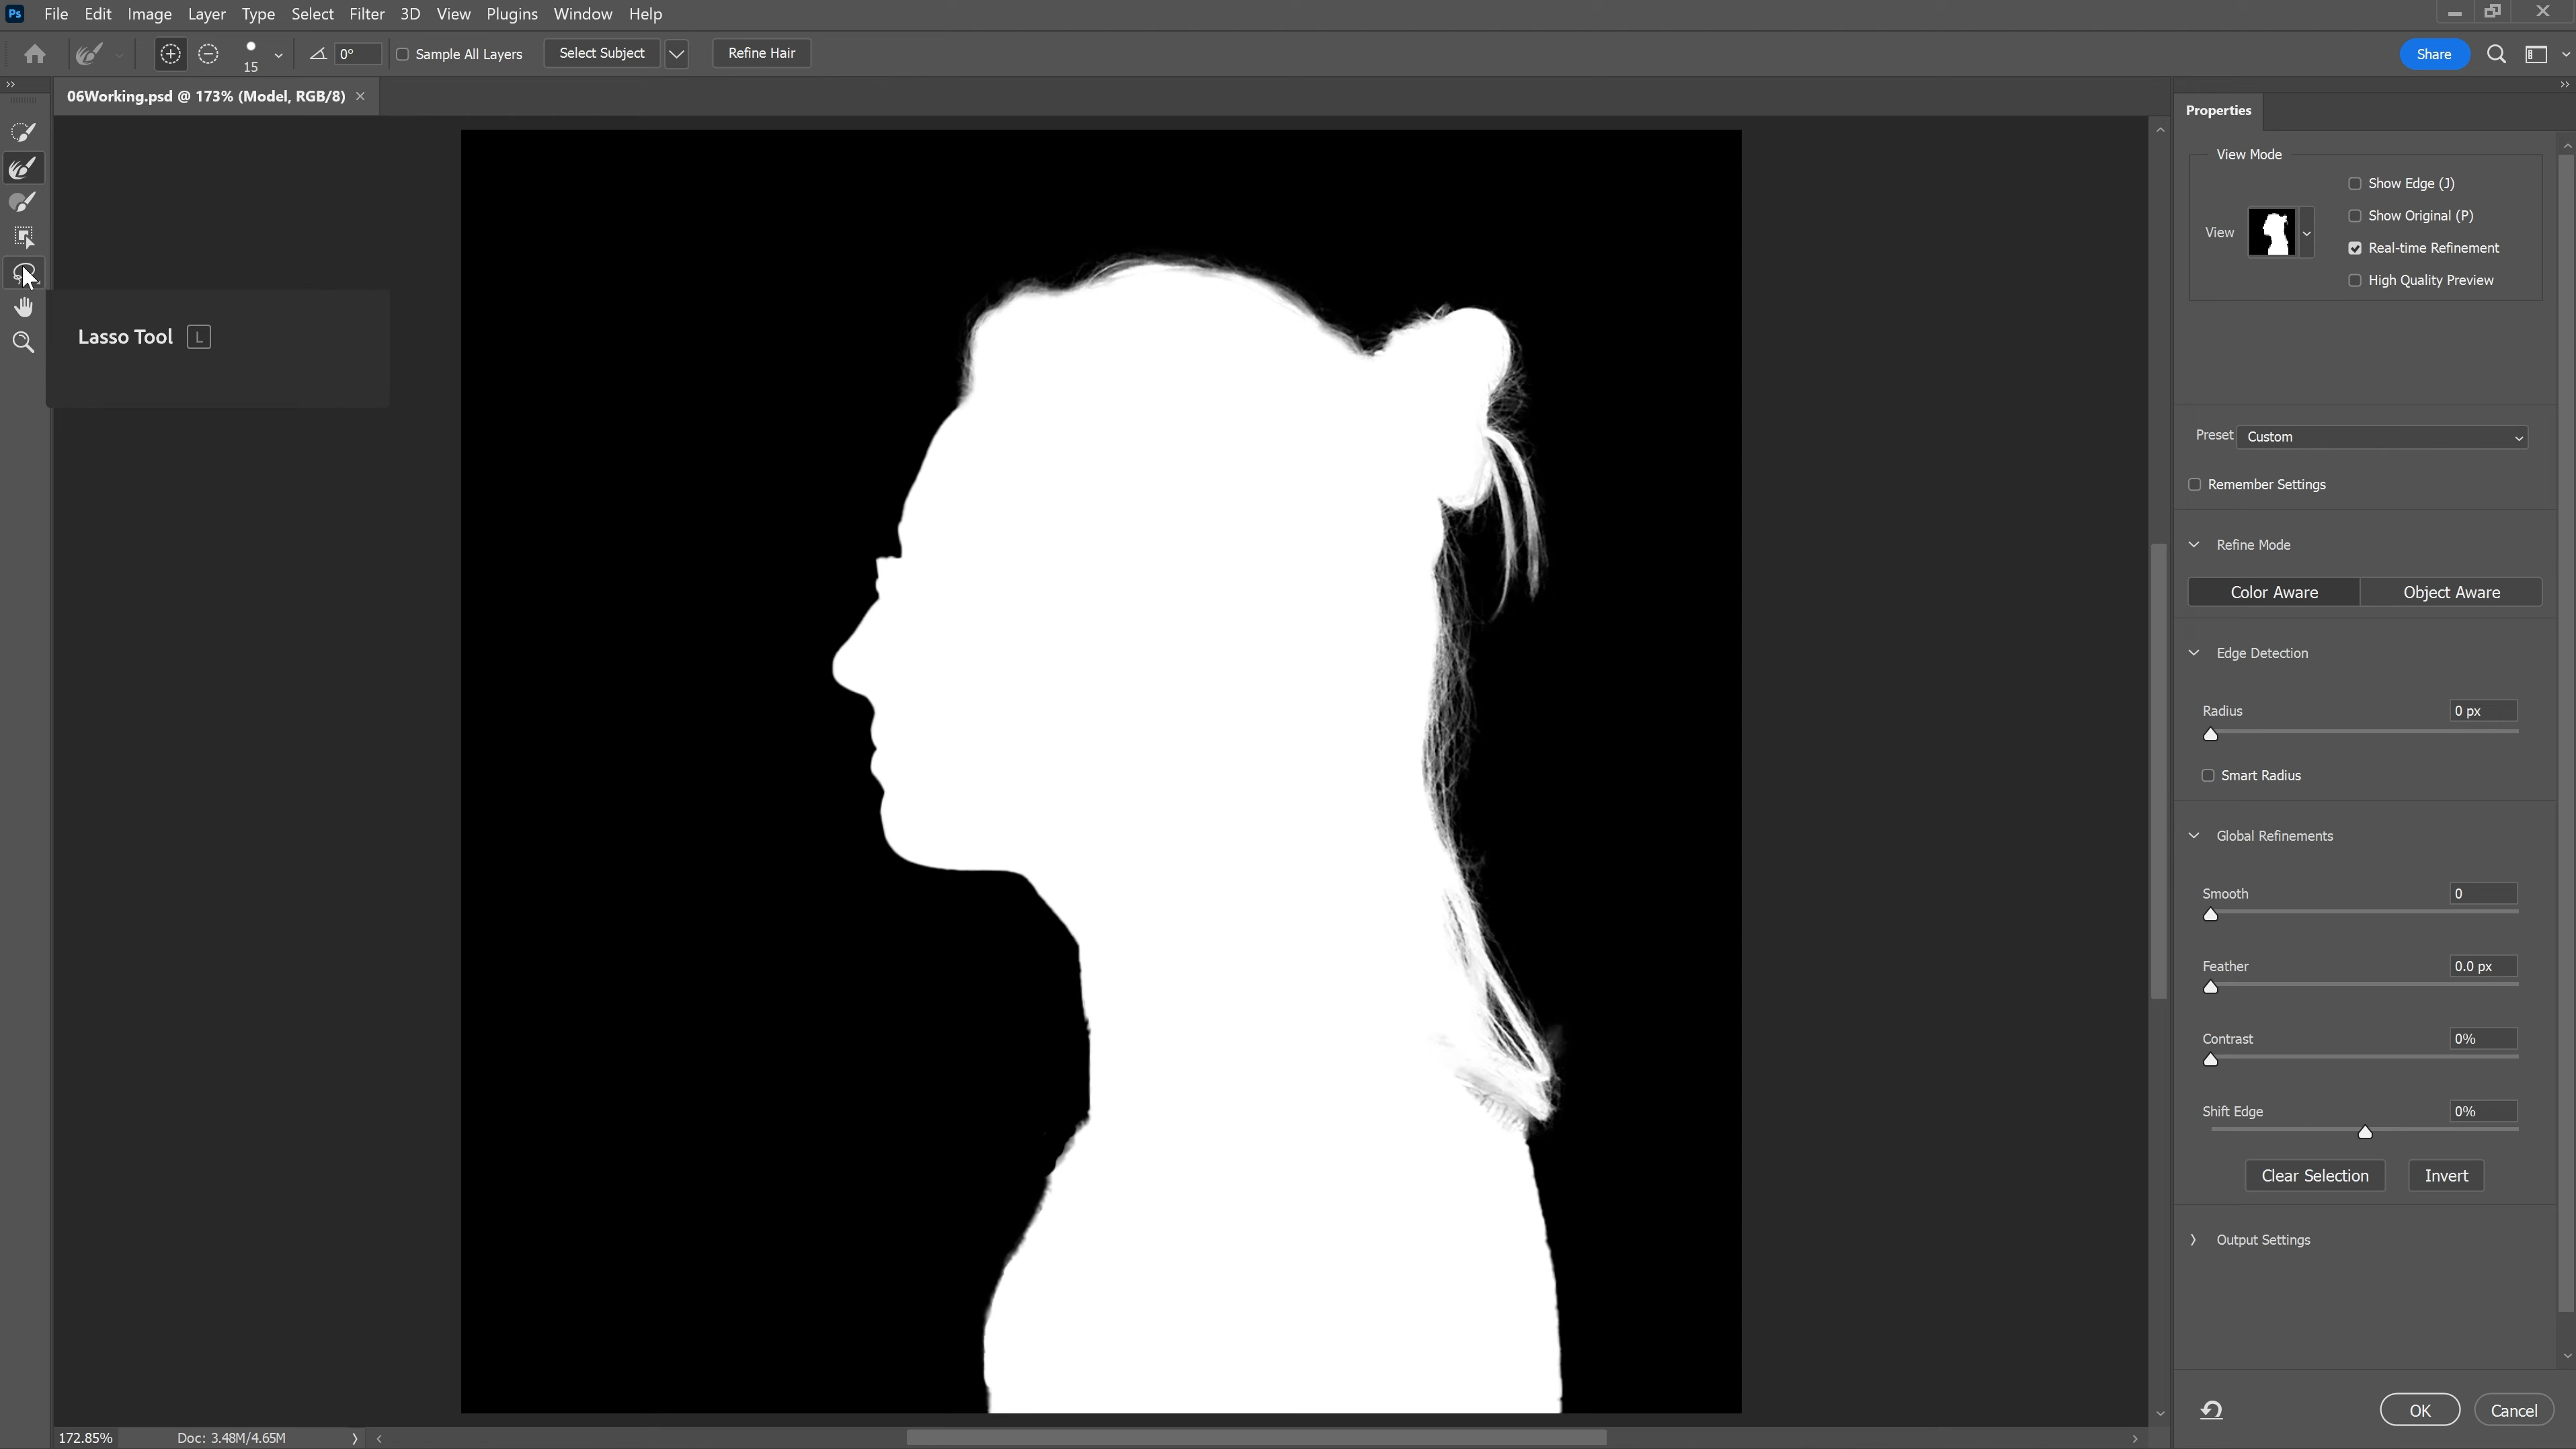 Ps File Edit Image Layer Type Select Filter 3D View Plugins Window Help
15 0° Sample All Layers Select Subject Refine Hair Share
06Working.psd @ 173% (Model, RGB/8)
Properties
View Mode
Show Edge (J)
Show Original (P)
View
Real-time Refinement
High Quality Preview
Lasso Tool L
Preset Custom
Remember Settings
Refine Mode
Color Aware Object Aware
Edge Detection
Radius 0 px
Smart Radius
Global Refinements
Smooth 0
Feather 0.0 px
Contrast 0%
Shift Edge 0%
Clear Selection Invert
Output Settings
OK Cancel
172.85% Doc: 3.48M/4.65M